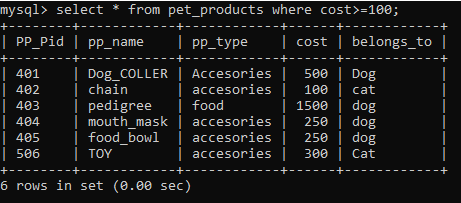 mysql> select * from pet_products where cost>=100;
+--------+------------+------------+------+------------+
| PP_Pid | pp_name    | pp_type    | cost | belongs_to |
+--------+------------+------------+------+------------+
| 401    | Dog_COLLER | Accesories |  500 | Dog        |
| 402    | chain      | accesories |  100 | cat        |
| 403    | pedigree   | food       | 1500 | dog        |
| 404    | mouth_mask | accesories |  250 | dog        |
| 405    | food_bowl  | accesories |  250 | dog        |
| 506    | TOY        | accesories |  300 | Cat        |
+--------+------------+------------+------+------------+
6 rows in set (0.00 sec)